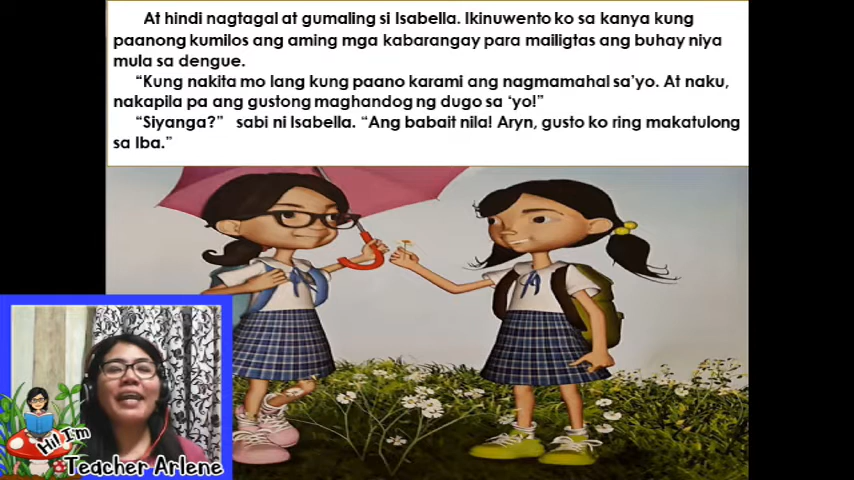 At hindi nagtagal at gumaling si Isabella. Ikinuwento ko sa kanya kung
paanong kumilos ang aming mga kabarangay para mailigtas ang buhay niya
mula sa dengue.
“Kung nakita mo lang kung paano karami ang nagmamahal sa'yo. At naku,
nakapila pa ang gustong maghandog ng dugo sa ‘yo!”
“Siyanga?” sabi ni Isabella. “Ang babait nila! Aryn, gusto ko ring makatulong
sa Iba.”
Hi! I'm
Teacher Arlene